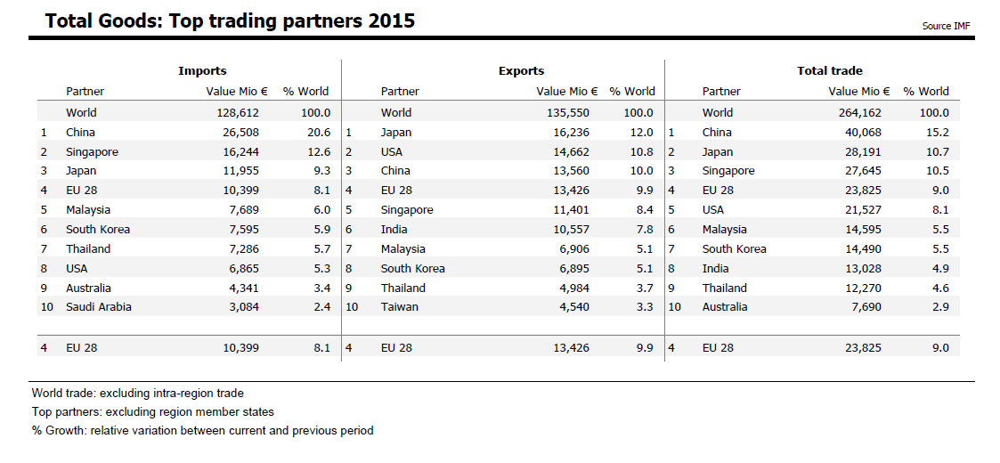 Total Goods: Top trading partners 2015
Source IMF
Imports Exports Total trade
Partner Value Mio € % World Partner Value Mio € % World Partner Value Mio € % World
World 128,612 100.0 World 135,550 100.0 World 264,162 100.0
1 China 26,508 20.6 1 Japan 16,236 12.0 1 China 40,068 15.2
2 Singapore 16,244 12.6 2 USA 14,662 10.8 2 Japan 28,191 10.7
3 Japan 11,955 9.3 3 China 13,560 10.0 3 Singapore 27,645 10.5
4 EU 28 10,399 8.1 4 EU 28 13,426 9.9 4 EU 28 23,825 9.0
5 Malaysia 7,689 6.0 5 Singapore 11,401 8.4 5 USA 21,527 8.1
6 South Korea 7,595 5.9 6 India 10,557 7.8 6 Malaysia 14,595 5.5
7 Thailand 7,286 5.7 7 Malaysia 6,906 5.1 7 South Korea 14,490 5.5
8 USA 6,865 5.3 8 South Korea 6,895 5.1 8 India 13,028 4.9
9 Australia 4,341 3.4 9 Thailand 4,984 3.7 9 Thailand 12,270 4.6
10 Saudi Arabia 3,084 2.4 10 Taiwan 4,540 3.3 10 Australia 7,690 2.9
4 EU 28 10,399 8.1 4 EU 28 13,426 9.9 4 EU 28 23,825 9.0
World trade: excluding intra-region trade
Top partners: excluding region member states
% Growth: relative variation between current and previous period